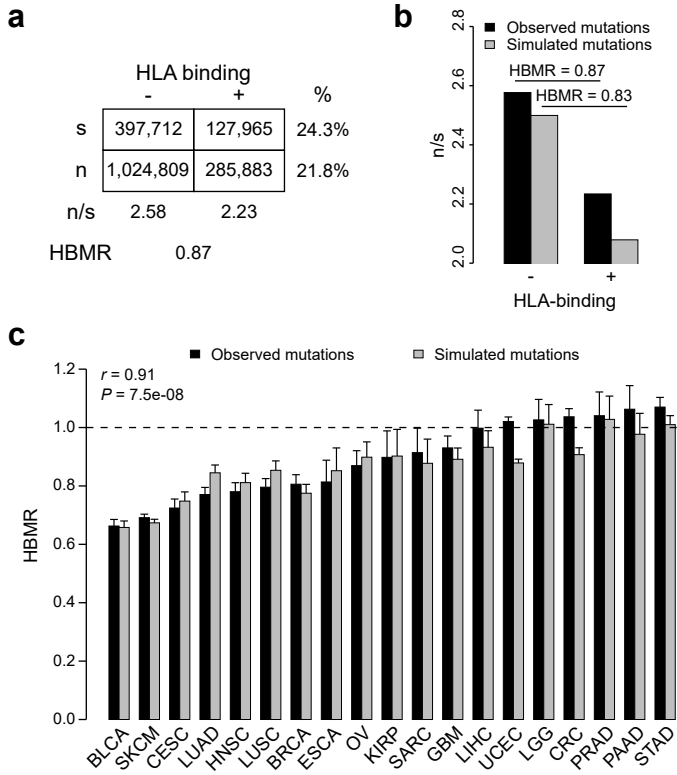 a
HLA binding
- + %
s 397,712 127,965 24.3%
n 1,024,809 285,883 21.8%
n/s 2.58 2.23
HBMR 0.87
b
Observed mutations
Simulated mutations
HBMR = 0.87
HBMR = 0.83
n/s
2.8
2.6
2.4
2.2
2.0
- +
HLA-binding
c
Observed mutations Simulated mutations
r = 0.91
P = 7.5e-08
HBMR
1.2
1.0
0.8
0.6
0.4
0.2
0.0
BLCA SKCM CESC LUAD HNSC LUSC BRCA ESCA OV KIRP SARC GBM LIHC UCEC LGG CRC PRAD PAAD STAD